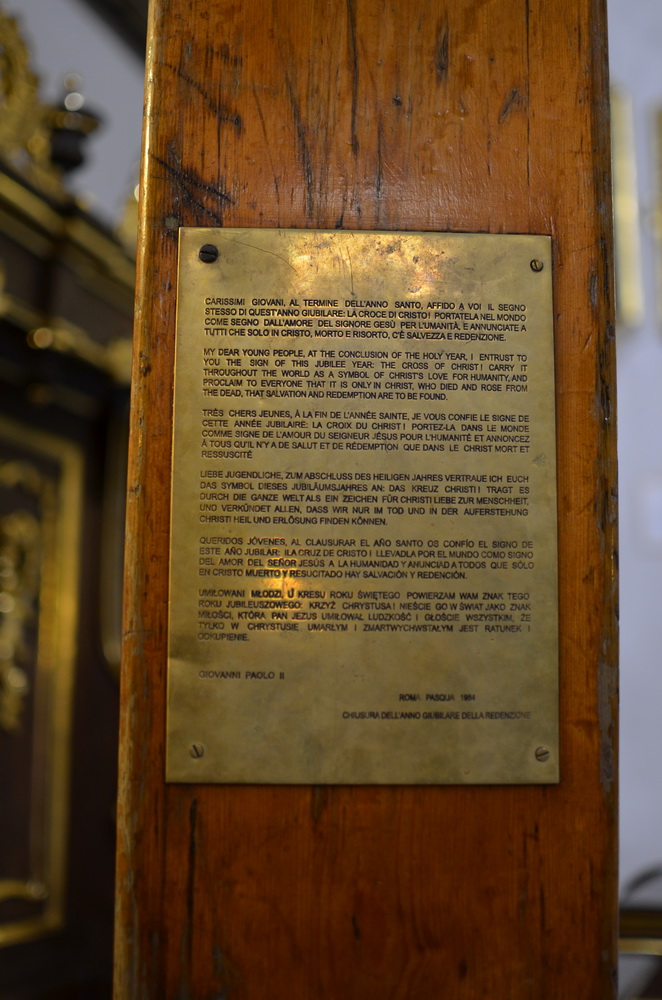 CARISSIMI GIOVANI, AL TERMINE DELL'ANNO SANTO, AFFIDO A VOI IL SEGNO
STESSO DI QUEST'ANNO GIUBILARE: LA CROCE DI CRISTO! PORTATELA NEL MONDO
COME SEGNO DALL'AMORE DEL SIGNORE GESÙ PER L'UMANITÀ, E ANNUNCIATE A
TUTTI CHE SOLO IN CRISTO, MORTO E RISORTO, C'È SALVEZZA E REDENZIONE.
MY DEAR YOUNG PEOPLE, AT THE CONCLUSION OF THE HOLY YEAR, I ENTRUST TO
YOU THE SIGN OF THIS JUBILEE YEAR: THE CROSS OF CHRIST! CARRY IT
THROUGHOUT THE WORLD AS A SYMBOL OF CHRIST'S LOVE FOR HUMANITY, AND
PROCLAIM TO EVERYONE THAT IT IS ONLY IN CHRIST, WHO DIED AND ROSE FROM
THE DEAD, THAT SALVATION AND REDEMPTION ARE TO BE FOUND.
TRÈS CHERS JEUNES, À LA FIN DE L'ANNÉE SAINTE, JE VOUS CONFIE LE SIGNE DE
CETTE ANNÉE JUBILAIRE: LA CROIX DU CHRIST! PORTEZ-LA DANS LE MONDE
COMME SIGNE DE L'AMOUR DU SEIGNEUR JÉSUS POUR L'HUMANITÉ ET ANNONCEZ
À TOUS QU'IL N'Y A DE SALUT ET DE RÉDEMPTION QUE DANS LE CHRIST MORT ET
RESSUSCITÉ
LIEBE JUGENDLICHE, ZUM ABSCHLUSS DES HEILIGEN JAHRES VERTRAUE ICH EUCH
DAS SYMBOL DIESES JUBILÄUMSJAHRES AN: DAS KREUZ CHRISTI! TRAGT ES
DURCH DIE GANZE WELT ALS EIN ZEICHEN FÜR CHRISTI LIEBE ZUR MENSCHHEIT,
UND VERKÜNDET ALLEN, DASS WIR NUR IM TOD UND IN DER AUFERSTEHUNG
CHRISTI HEIL UND ERLÖSUNG FINDEN KÖNNEN.
QUERIDOS JÓVENES, AL CLAUSURAR EL AÑO SANTO OS CONFÍO EL SIGNO DE
ESTE AÑO JUBILAR: ¡LA CRUZ DE CRISTO! LLEVADLA POR EL MUNDO COMO SIGNO
DEL AMOR DEL SEÑOR JESÚS A LA HUMANIDAD Y ANUNCIAD A TODOS QUE SÓLO
EN CRISTO MUERTO Y RESUCITADO HAY SALVACIÓN Y REDENCIÓN.
UMIŁOWANI MŁODZI, U KRESU ROKU ŚWIĘTEGO POWIERZAM WAM ZNAK TEGO
ROKU JUBILEUSZOWEGO: KRZYŻ CHRYSTUSA! NIEŚCIE GO W ŚWIAT JAKO ZNAK
MIŁOŚCI, KTÓRĄ PAN JEZUS UMIŁOWAŁ LUDZKOŚĆ I GŁOŚCIE WSZYSTKIM, ŻE
TYLKO W CHRYSTUSIE UMARŁYM I ZMARTWYCHWSTAŁYM JEST RATUNEK I
ODKUPIENIE.
GIOVANNI PAOLO II
ROMA PASQUA 1984
CHIUSURA DELL'ANNO GIUBILARE DELLA REDENZIONE